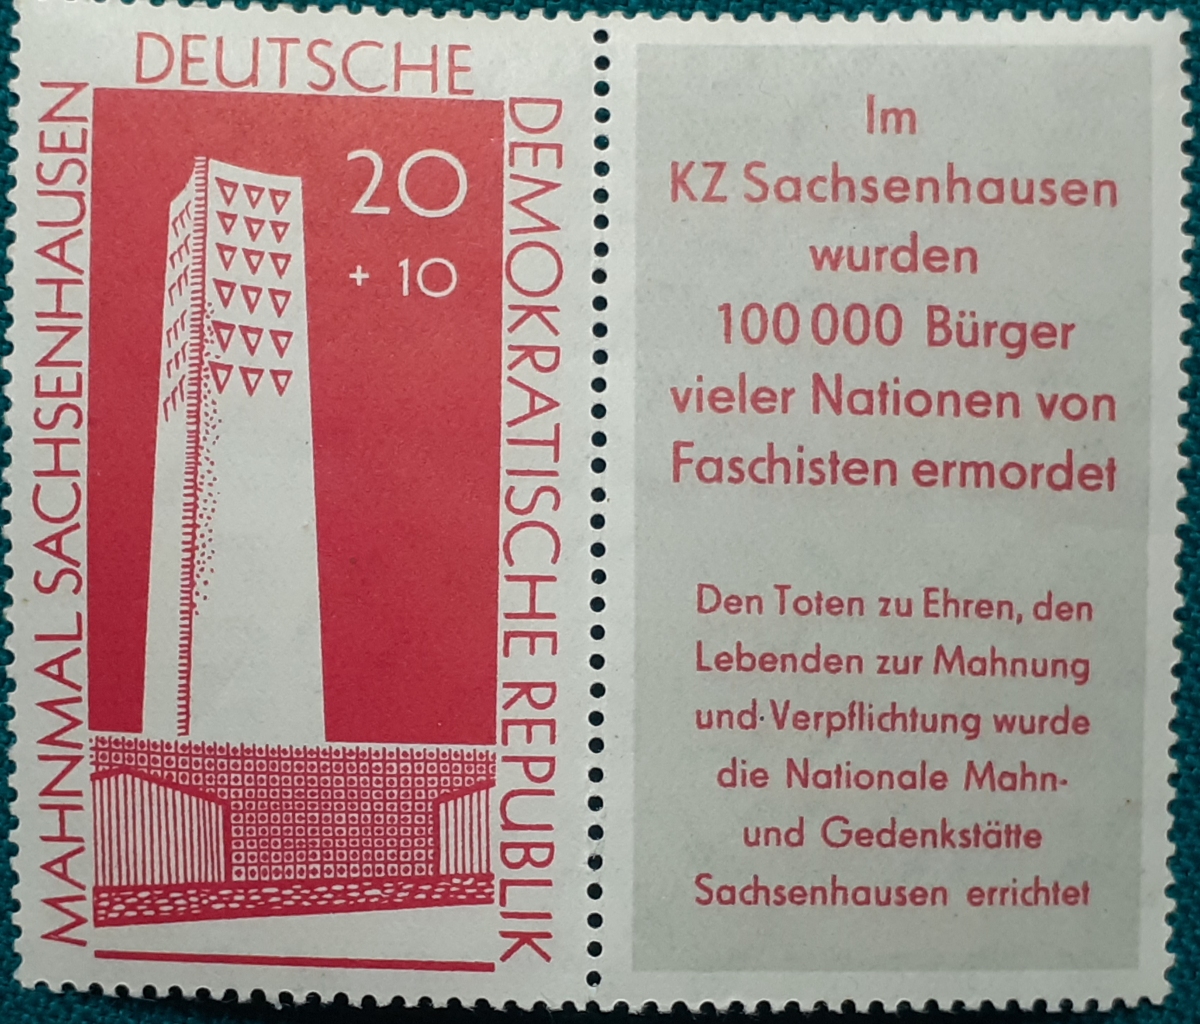 DEUTSCHE
DEMOKRATISCHE REPUBLIK
MAHNMAL SACHSENHAUSEN
20
+ 10
Im
KZ Sachsenhausen
wurden
100 000 Bürger
vieler Nationen von
Faschisten ermordet
Den Toten zu Ehren, den
Lebenden zur Mahnung
und Verpflichtung wurde
die Nationale Mahn-
und Gedenkstätte
Sachsenhausen errichtet